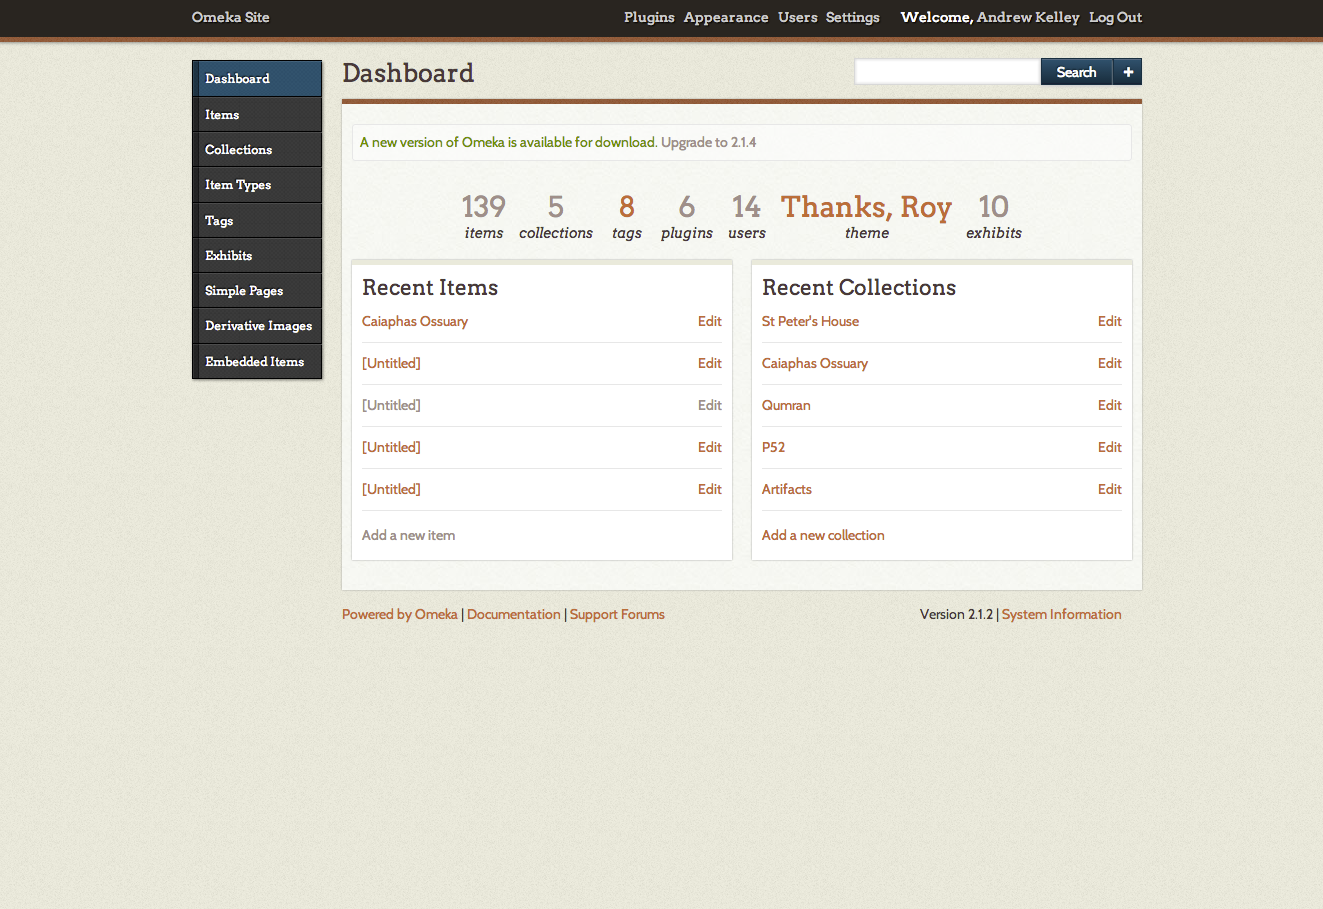 Omeka Site
Plugins Appearance Users Settings Welcome, Andrew Kelley Log Out
Dashboard
Items
Collections
Item Types
Tags
Exhibits
Simple Pages
Derivative Images
Embedded Items
Dashboard
Search +
A new version of Omeka is available for download. Upgrade to 2.1.4
139 5 8 6 14 Thanks, Roy 10
items collections tags plugins users theme exhibits
Recent Items
Caiaphas Ossuary Edit
[Untitled] Edit
[Untitled] Edit
[Untitled] Edit
[Untitled] Edit
Add a new item
Recent Collections
St Peter's House Edit
Caiaphas Ossuary Edit
Qumran Edit
P52 Edit
Artifacts Edit
Add a new collection
Powered by Omeka | Documentation | Support Forums
Version 2.1.2 | System Information